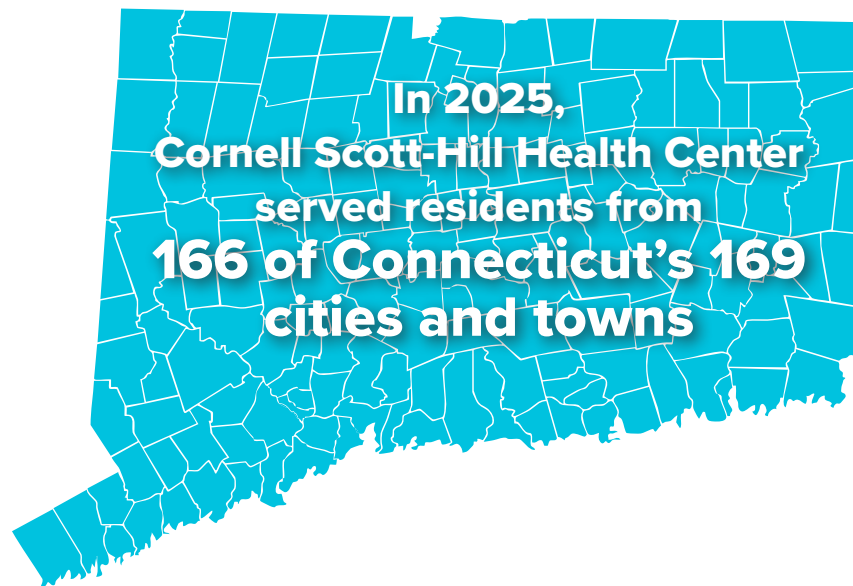 In 2025,
Cornell Scott-Hill Health Center
served residents from
166 of Connecticut’s 169
cities and towns